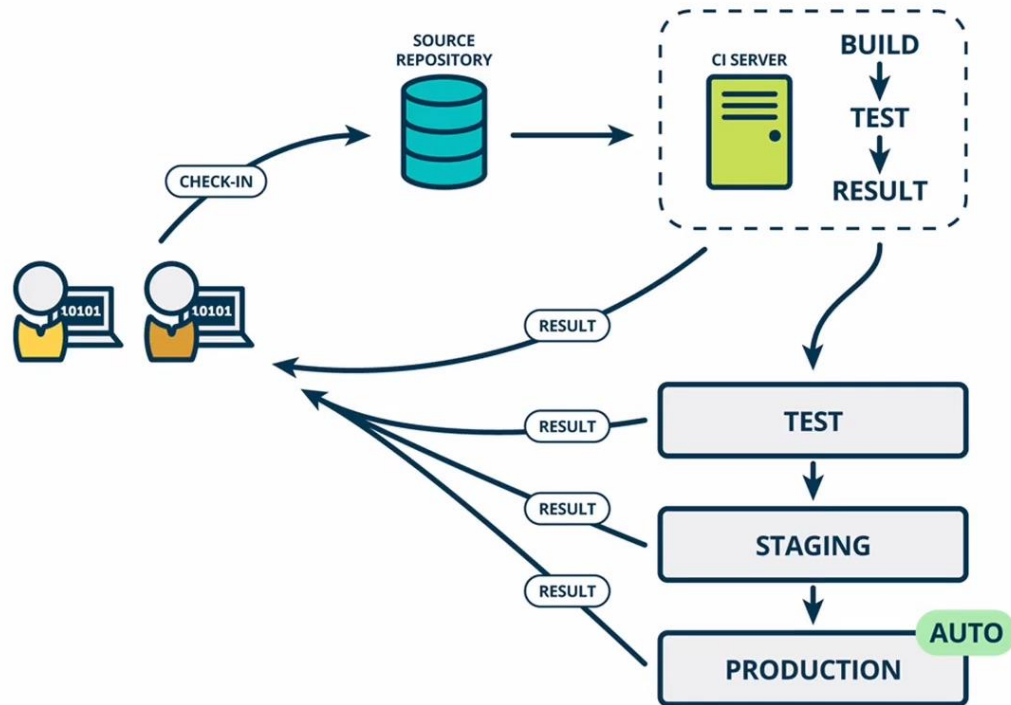 SOURCE
REPOSITORY
CI SERVER
BUILD
TEST
RESULT
CHECK-IN
10101
10101
RESULT
RESULT
TEST
RESULT
STAGING
RESULT
AUTO
PRODUCTION